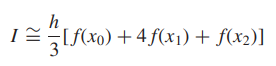 I ≅ h/3 [f(x₀) + 4f(x₁) + f(x₂)]